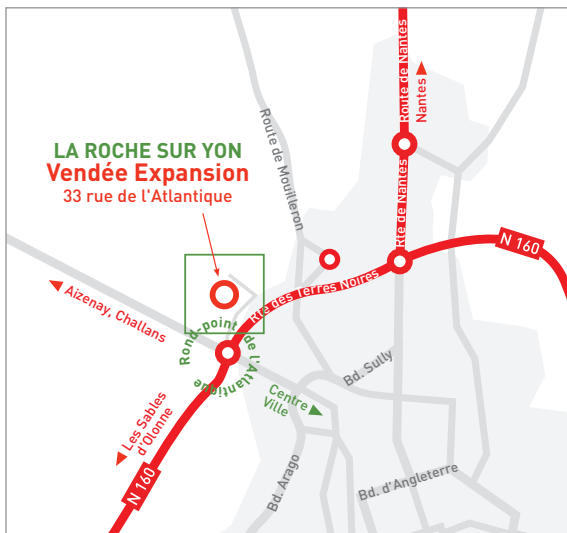 Route de Nantes
Nantes
Route de Mouilleron
LA ROCHE SUR YON
Vendée Expansion
33 rue de l'Atlantique
Rte de Nantes
N 160
Rte des Terres Noires
Aizenay, Challans
Rond-point de l'Atlantique
Bd. Sully
Centre
Ville
Les Sables
d'Olonne
Bd. Arago
Bd. d'Angleterre
N 160